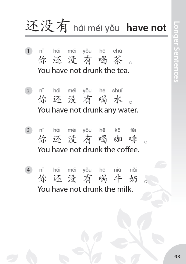 还没有 hái méi yǒu have not
1 nǐ hái méi yǒu hē chá
你 还 没 有 喝 茶 。
You have not drunk the tea.
nǐ hái méi yǒu hē shuǐ
你 还 没 有 喝 水 。
You have not drunk any water.
3 nǐ hái méi yǒu hē kā fēi
你 还 没 有 喝 咖 啡 。
You have not drunk the coffee.
4 nǐ hái méi yǒu hē niú nǎi
你 还 没 有 喝 牛 奶 。
You have not drunk the milk.
Longer Sentences